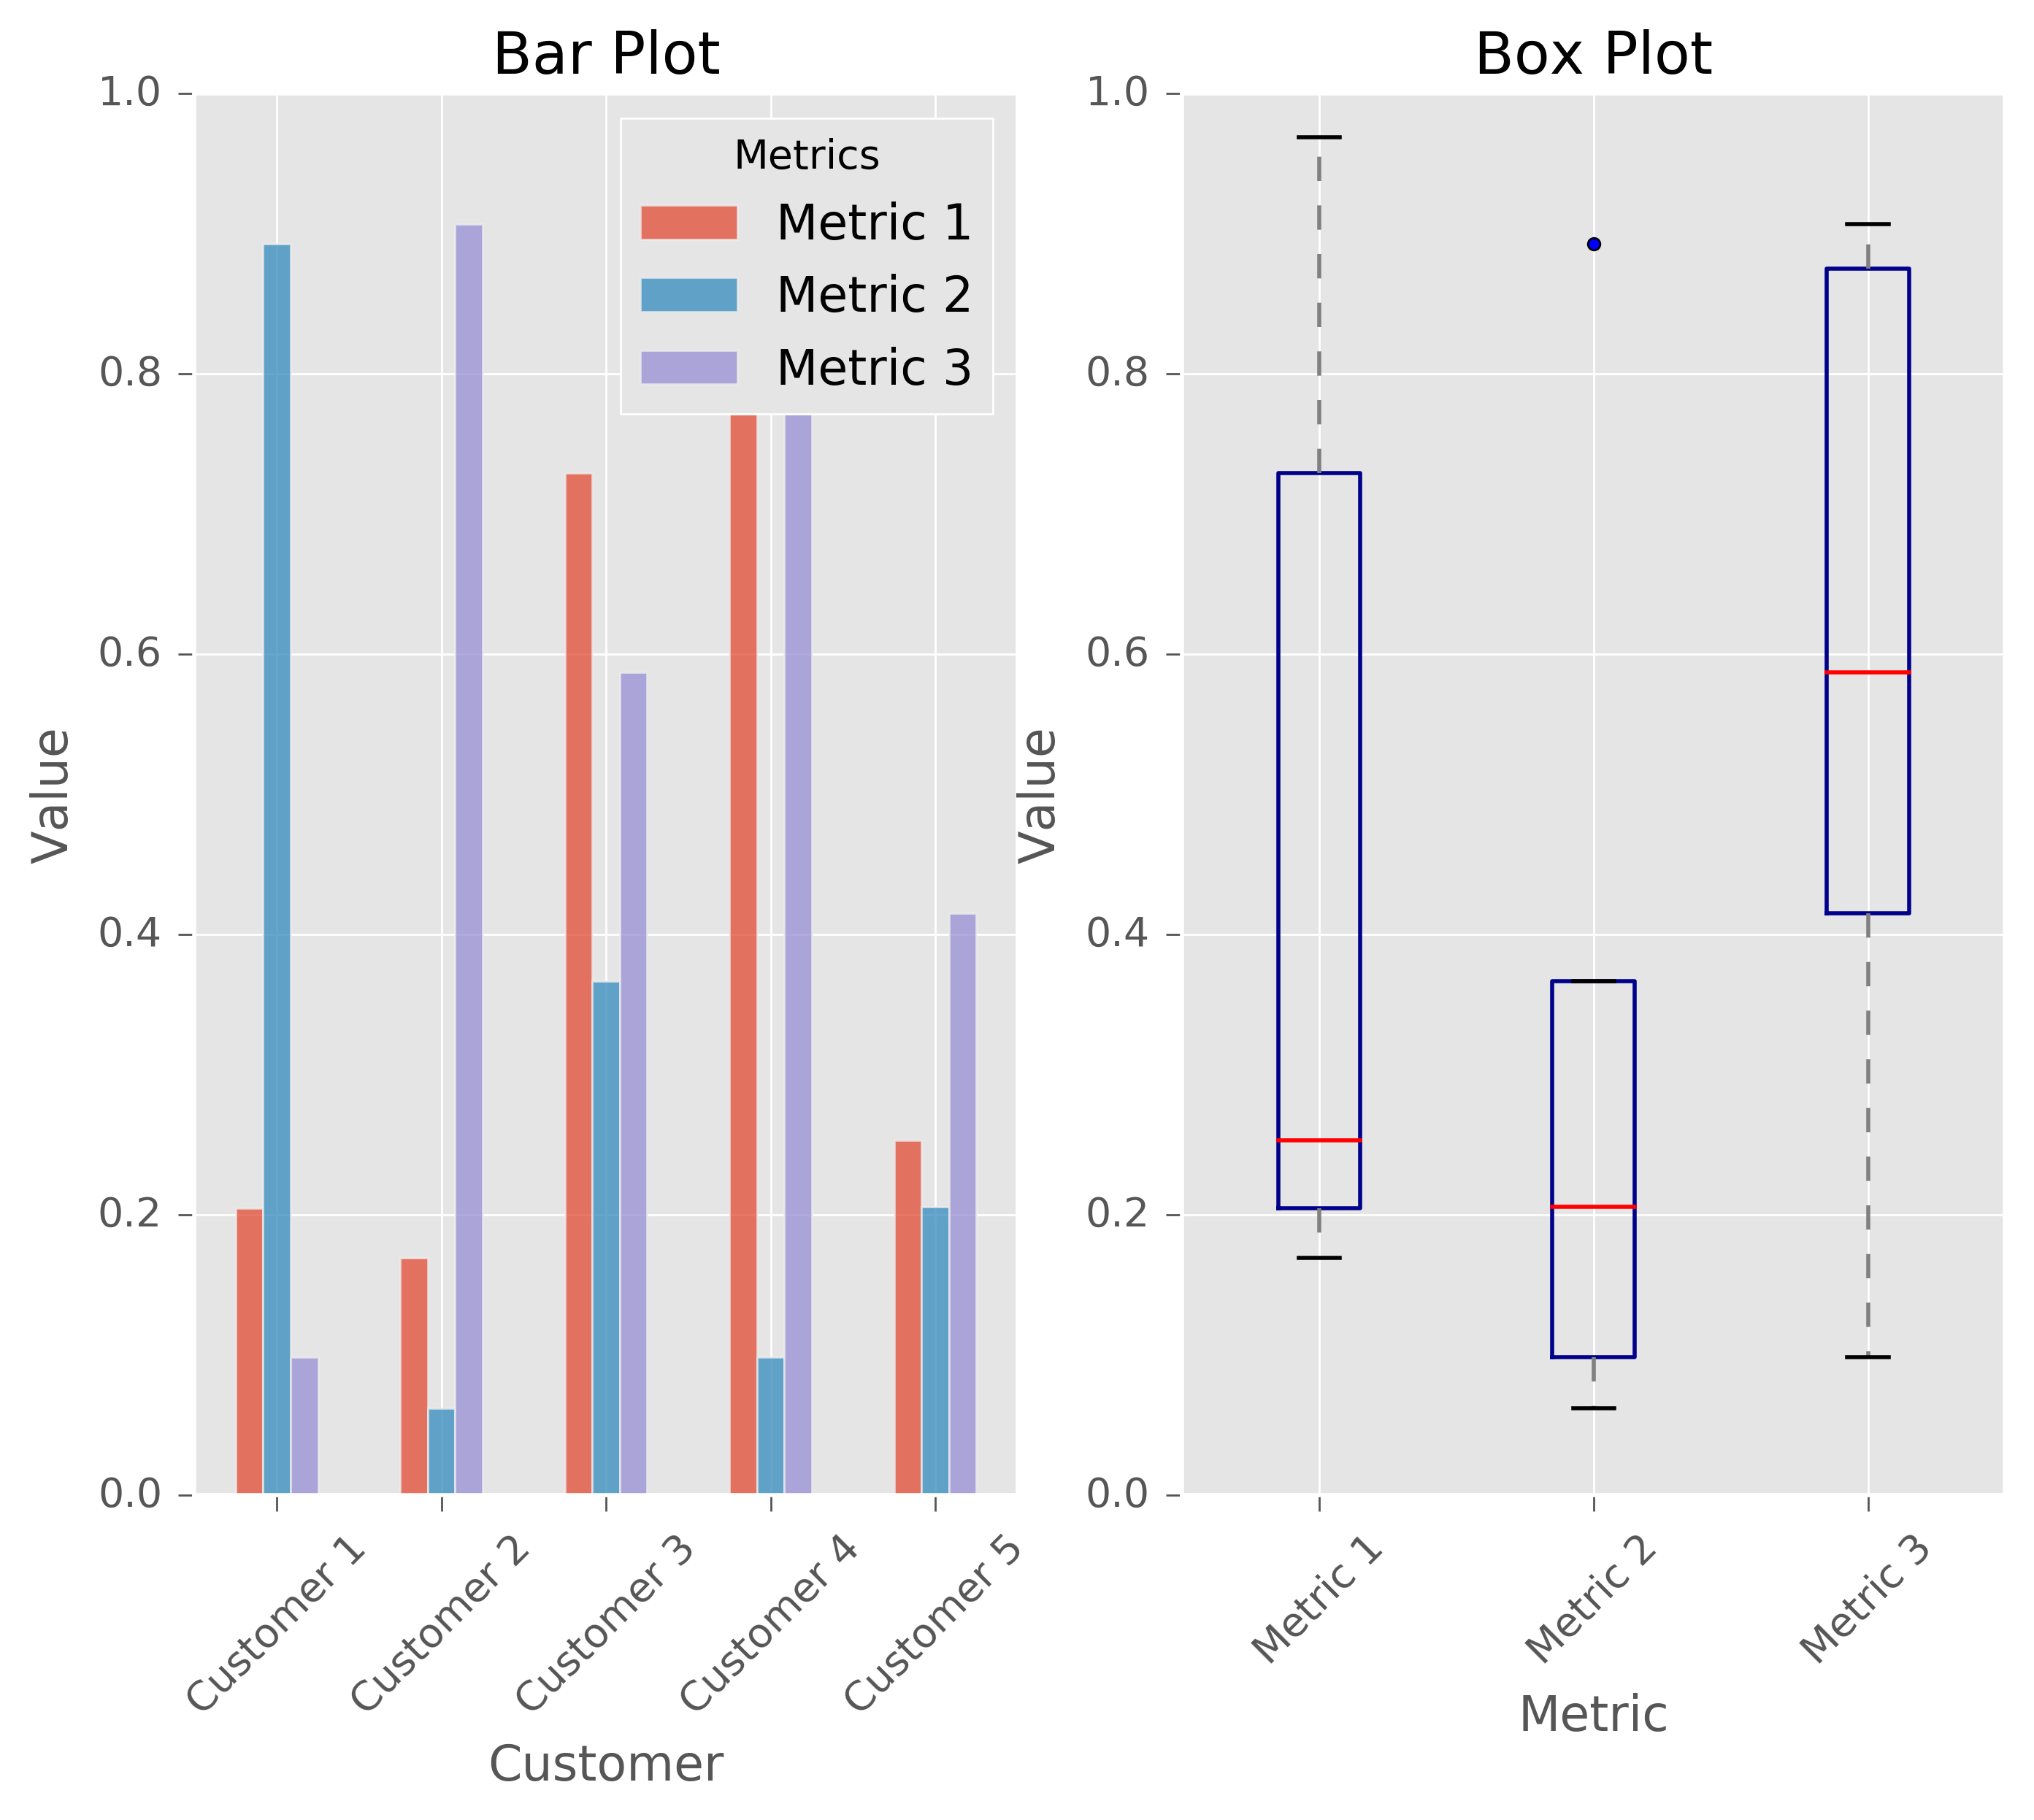 Bar Plot
1.0
0.8
0.6
0.4
0.2
0.0
Value
Metrics
Metric 1
Metric 2
Metric 3
Customer 1
Customer 2
Customer 3
Customer 4
Customer 5
Customer
Box Plot
1.0
0.8
0.6
0.4
0.2
0.0
Value
Metric 1
Metric 2
Metric 3
Metric